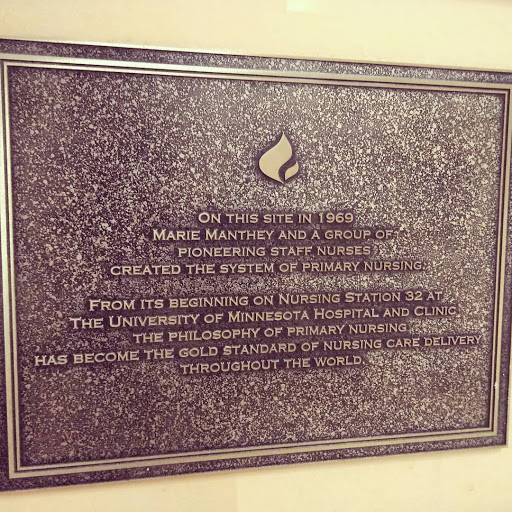 On this site in 1969
Marie Manthey and a group of
pioneering staff nurses
created the system of primary nursing.
From its beginning on Nursing Station 32 at
The University of Minnesota Hospital and Clinic,
the philosophy of primary nursing
has become the gold standard of nursing care delivery
throughout the world.